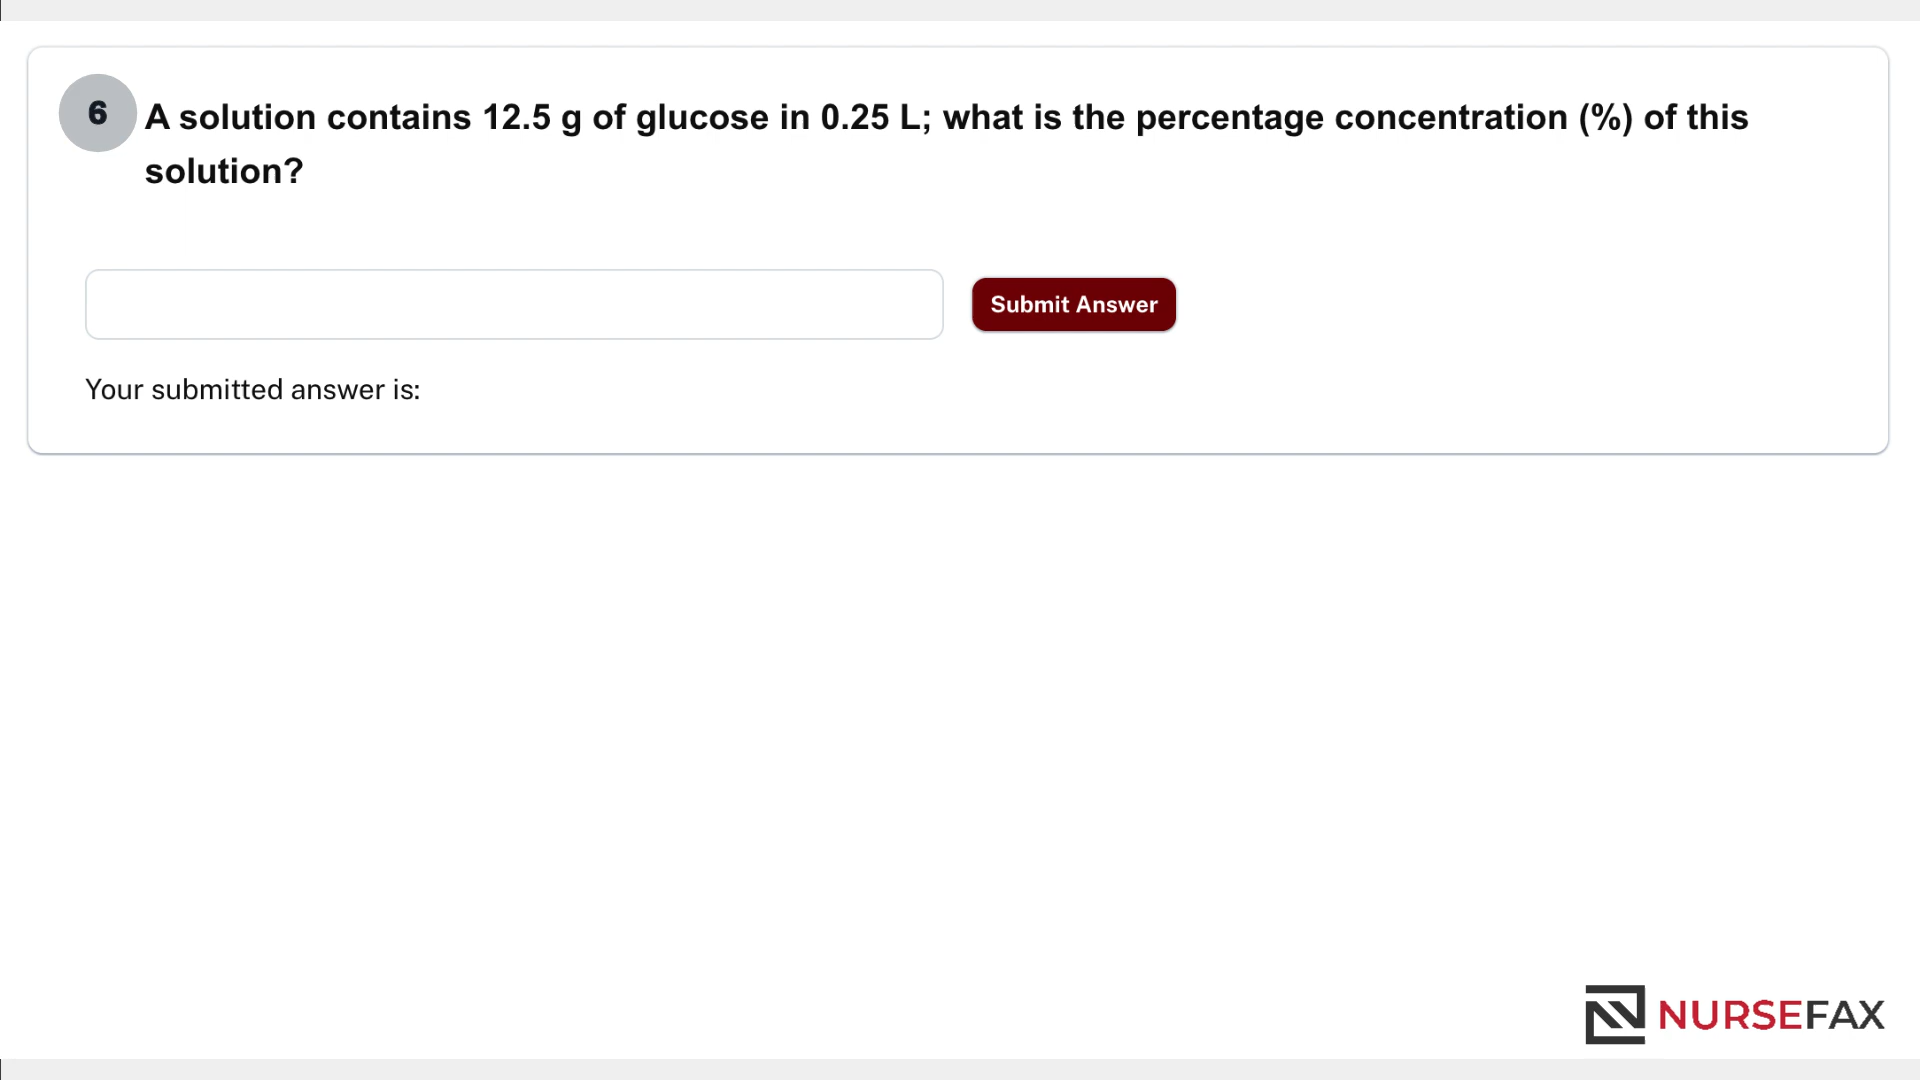 6
A solution contains 12.5 g of glucose in 0.25 L; what is the percentage concentration (%) of this
solution?
Submit Answer
Your submitted answer is:
NURSEFAX